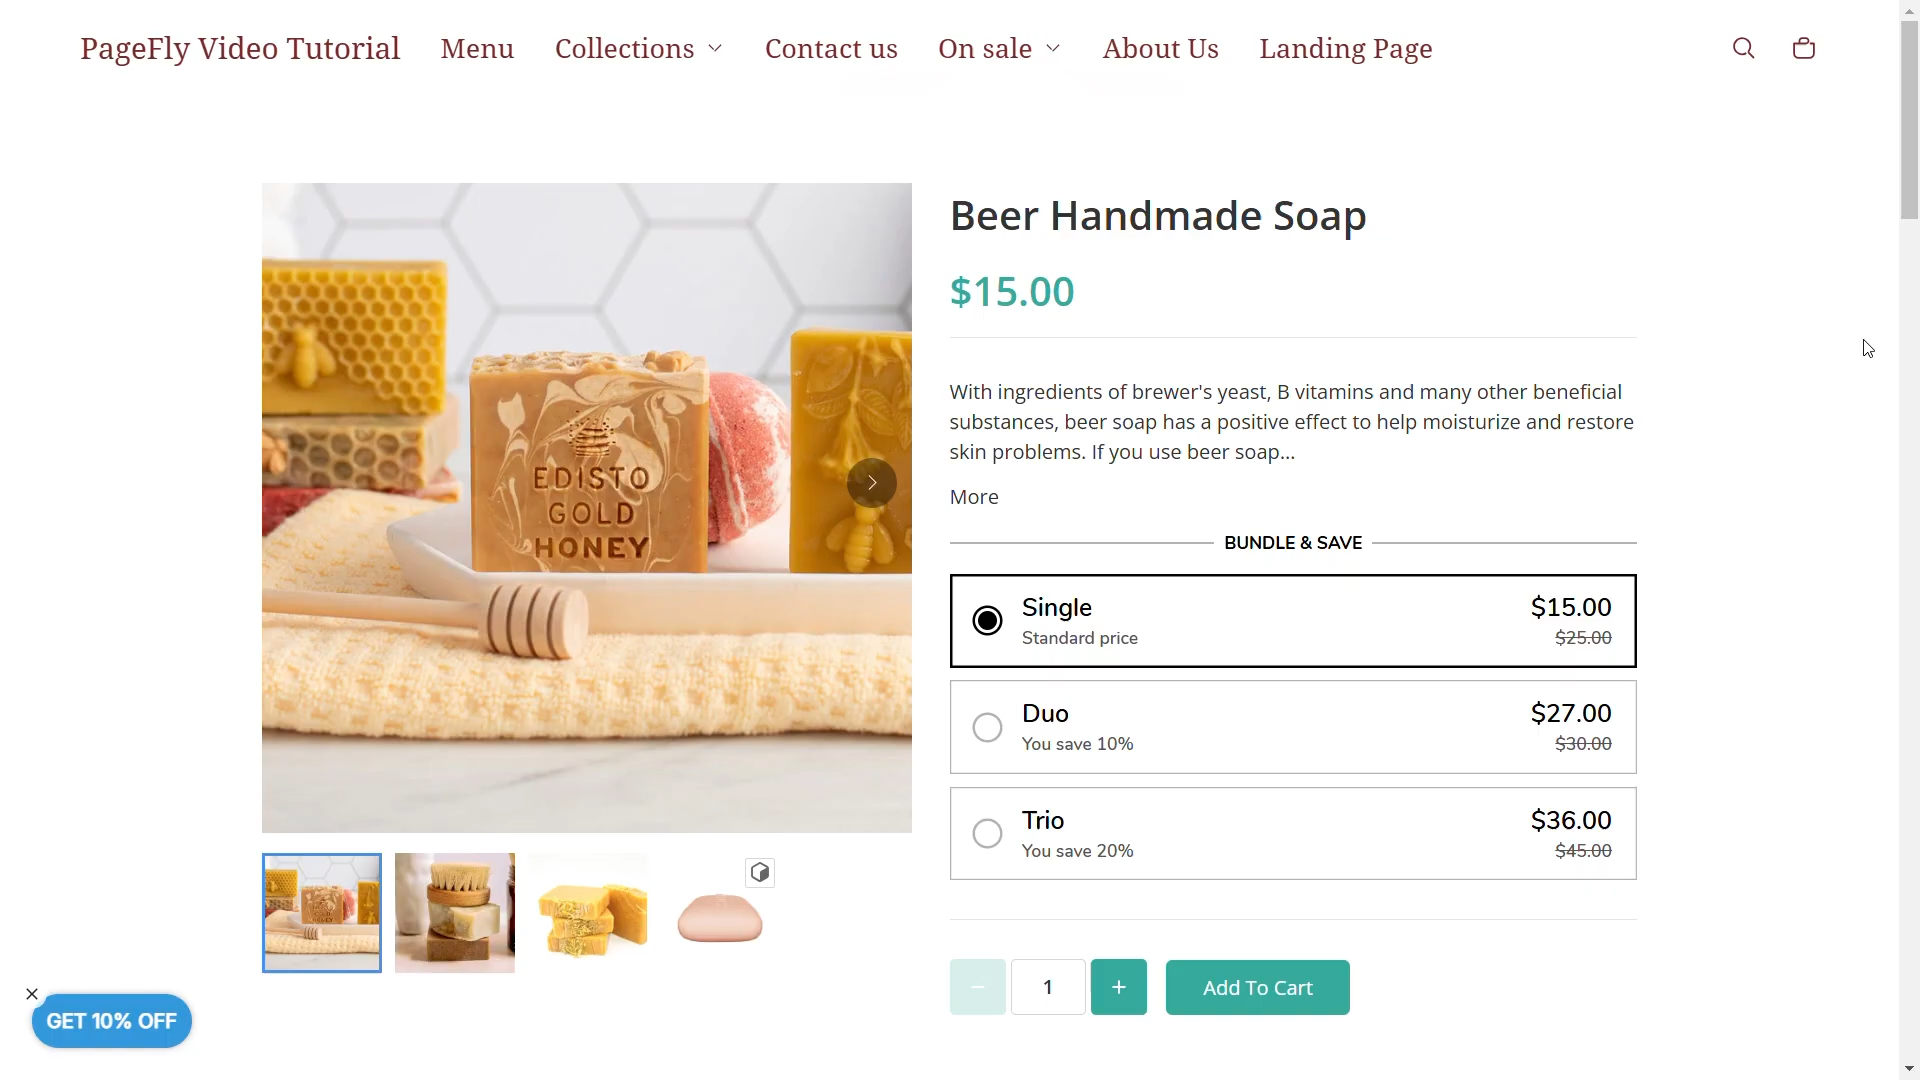 PageFly Video Tutorial Menu Collections Contact us On sale About Us Landing Page
EDISTO
GOLD
HONEY
Beer Handmade Soap
$15.00
With ingredients of brewer's yeast, B vitamins and many other beneficial
substances, beer soap has a positive effect to help moisturize and restore
skin problems. If you use beer soap...
More
BUNDLE & SAVE
Single $15.00
Standard price $25.00
Duo $27.00
You save 10% $30.00
Trio $36.00
You save 20% $45.00
1 + Add To Cart
GET 10% OFF